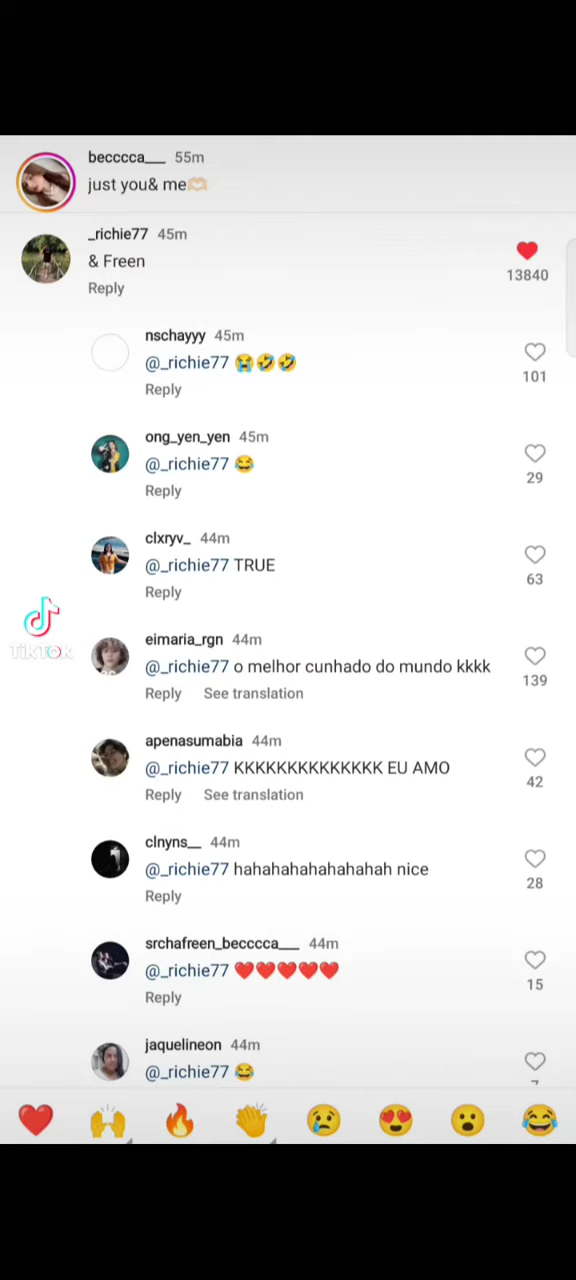 becccca___ 55m
just you& me🫶🏻
_richie77 45m
& Freen
13840
Reply
nschayyy 45m
@_richie77 😭🤣🤣
101
Reply
ong_yen_yen 45m
@_richie77 😂
29
Reply
clxryv_ 44m
@_richie77 TRUE
63
Reply
TikTok
eimaria_rgn 44m
@_richie77 o melhor cunhado do mundo kkkk
139
Reply See translation
apenasumabia 44m
@_richie77 KKKKKKKKKKKKKK EU AMO
42
Reply See translation
clnyns__ 44m
@_richie77 hahahahahahahahah nice
28
Reply
srchafreen_becccca___ 44m
@_richie77 ❤️❤️❤️❤️❤️
15
Reply
jaquelineon 44m
@_richie77 😂